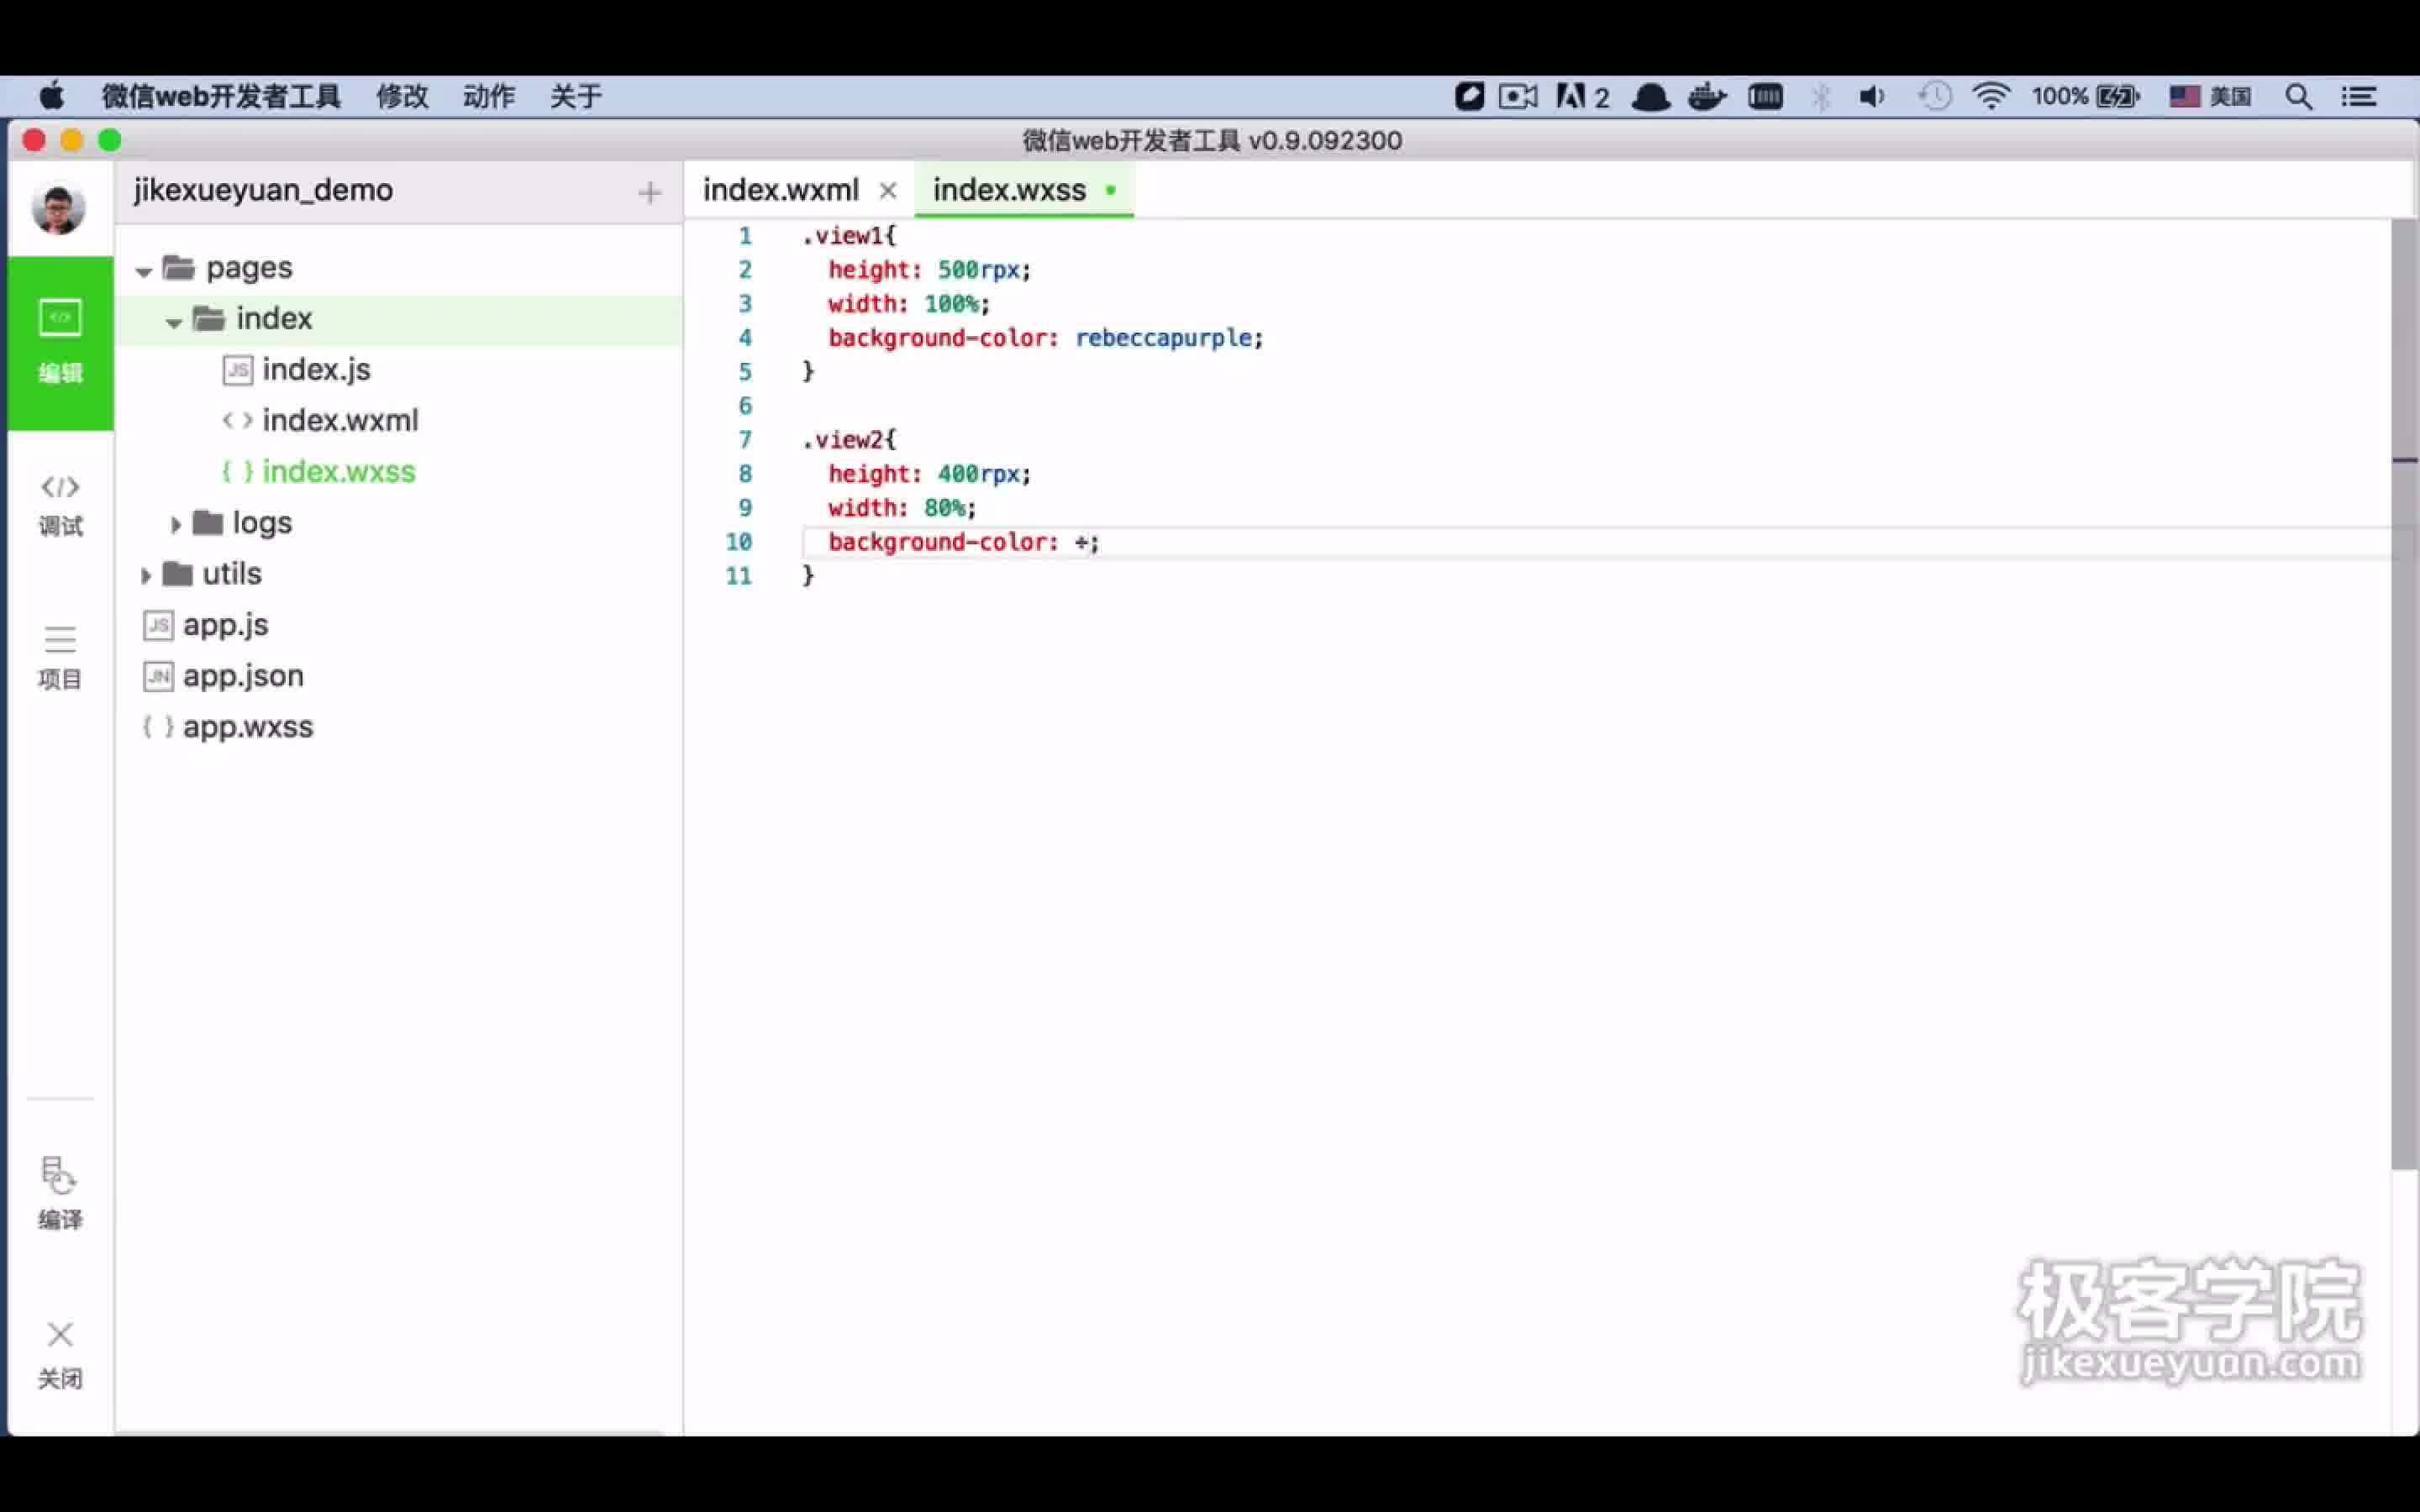 微信web开发者工具 修改 动作 关于 2 100% 美国
微信web开发者工具 v0.9.092300
jikexueyuan_demo +
index.wxml × index.wxss
编辑
调试
项目
编译
关闭
pages
index
JS index.js
< > index.wxml
{ } index.wxss
logs
utils
JS app.js
JN app.json
{ } app.wxss
1 .view1{
2 height: 500rpx;
3 width: 100%;
4 background-color: rebeccapurple;
5 }
6
7 .view2{
8 height: 400rpx;
9 width: 80%;
10 background-color: ;
11 }
极客学院
jikexueyuan.com